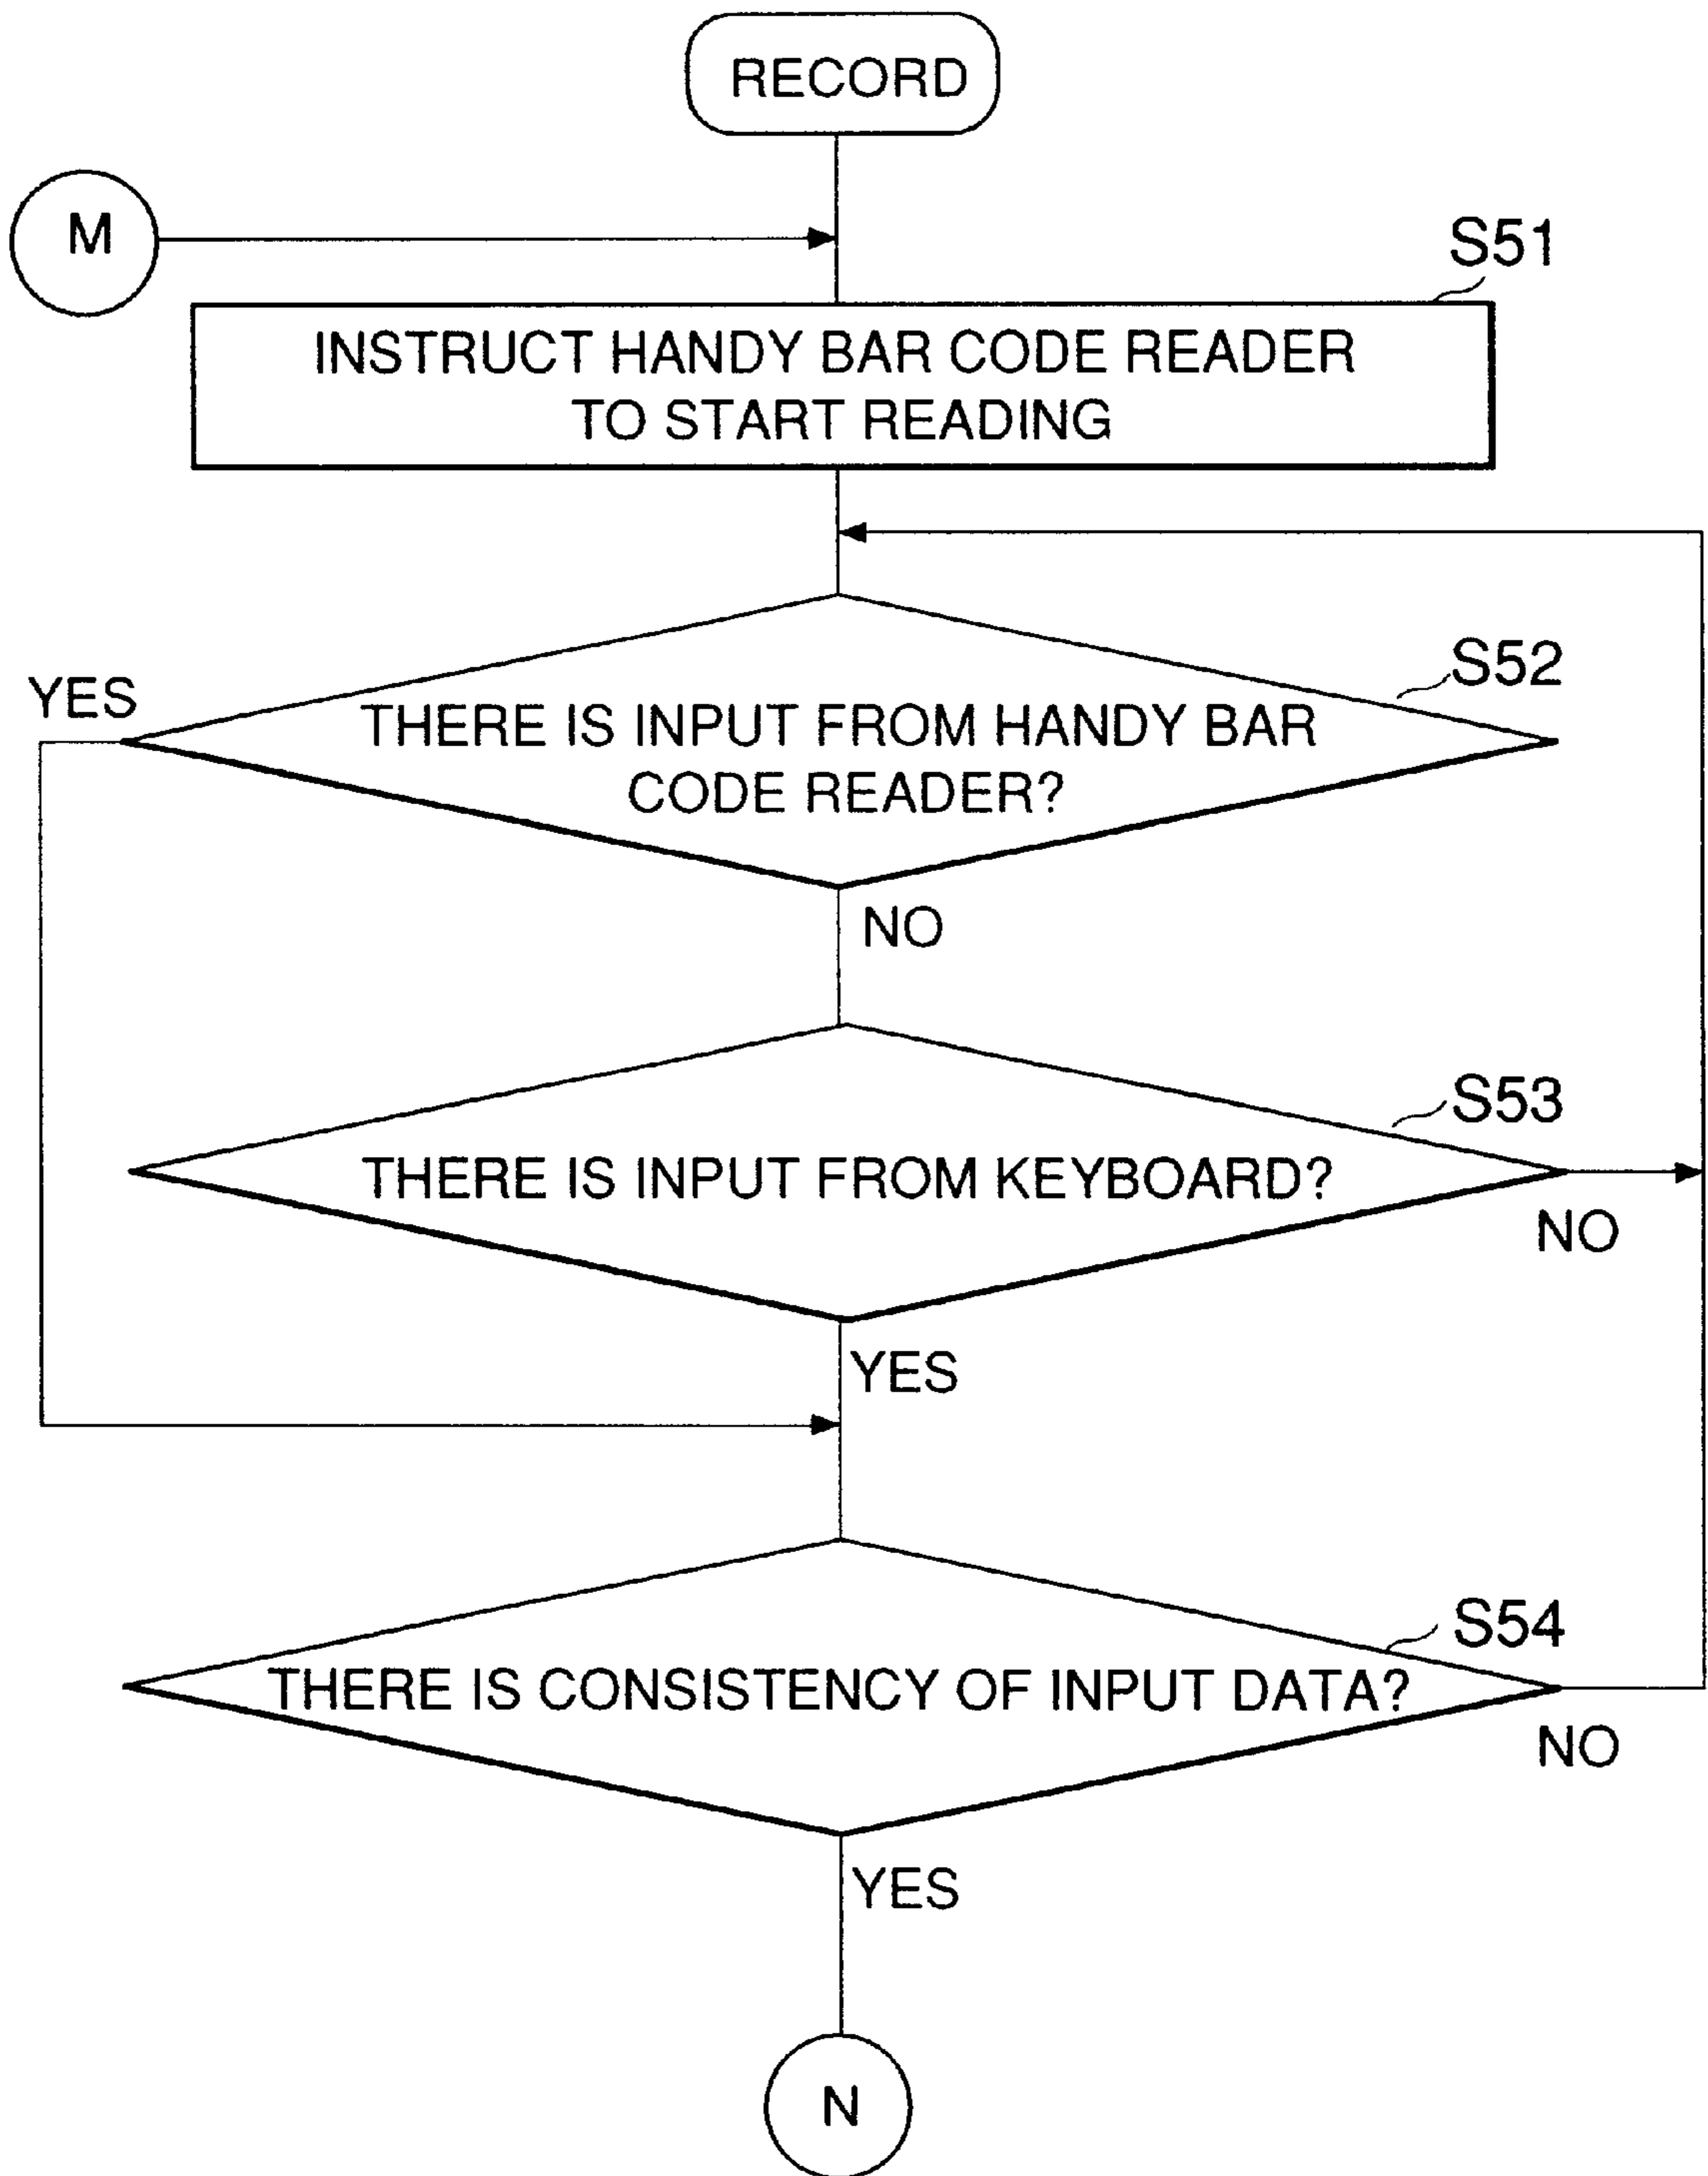 RECORD
M
S51
INSTRUCT HANDY BAR CODE READER
TO START READING
S52
YES
THERE IS INPUT FROM HANDY BAR
CODE READER?
NO
S53
THERE IS INPUT FROM KEYBOARD?
NO
YES
S54
THERE IS CONSISTENCY OF INPUT DATA?
NO
YES
N